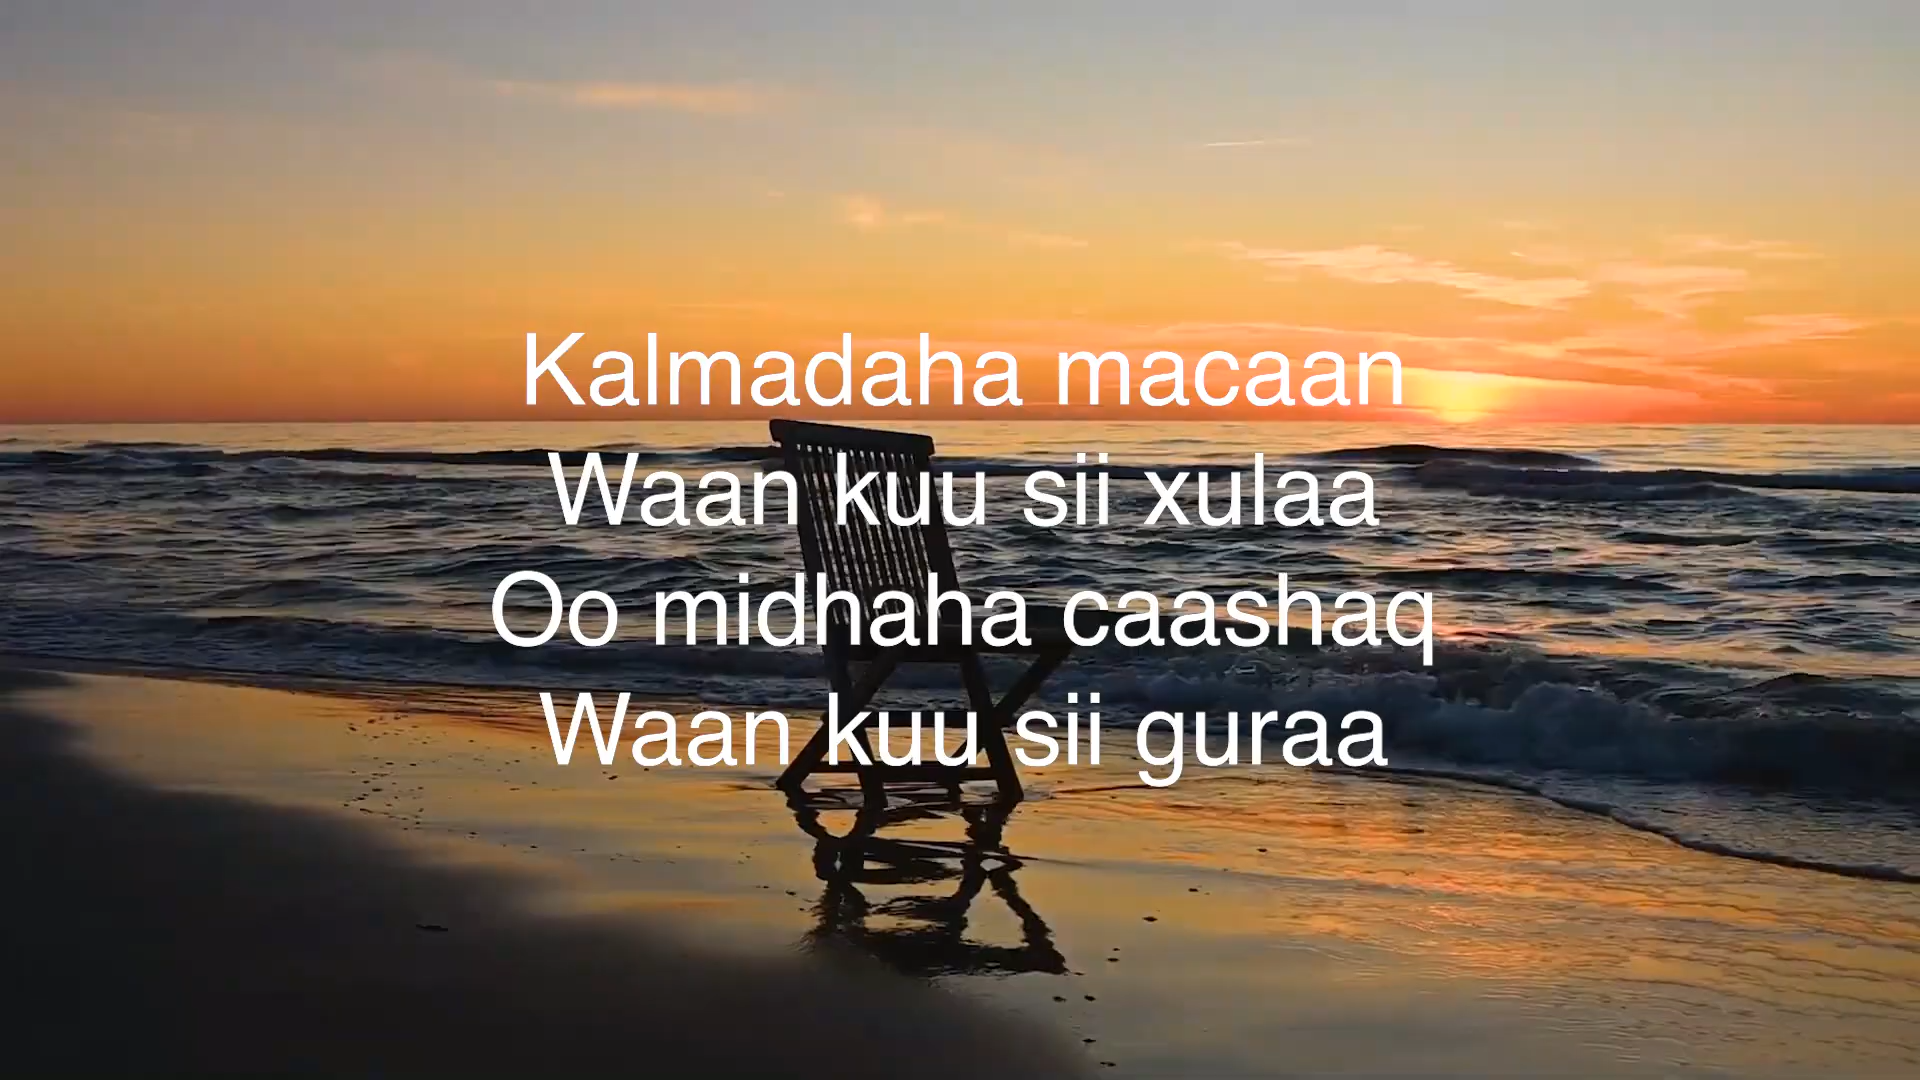 Kalmadaha macaan
Waan kuu sii xulaa
Oo midhaha caashaq
Waan kuu sii guraa